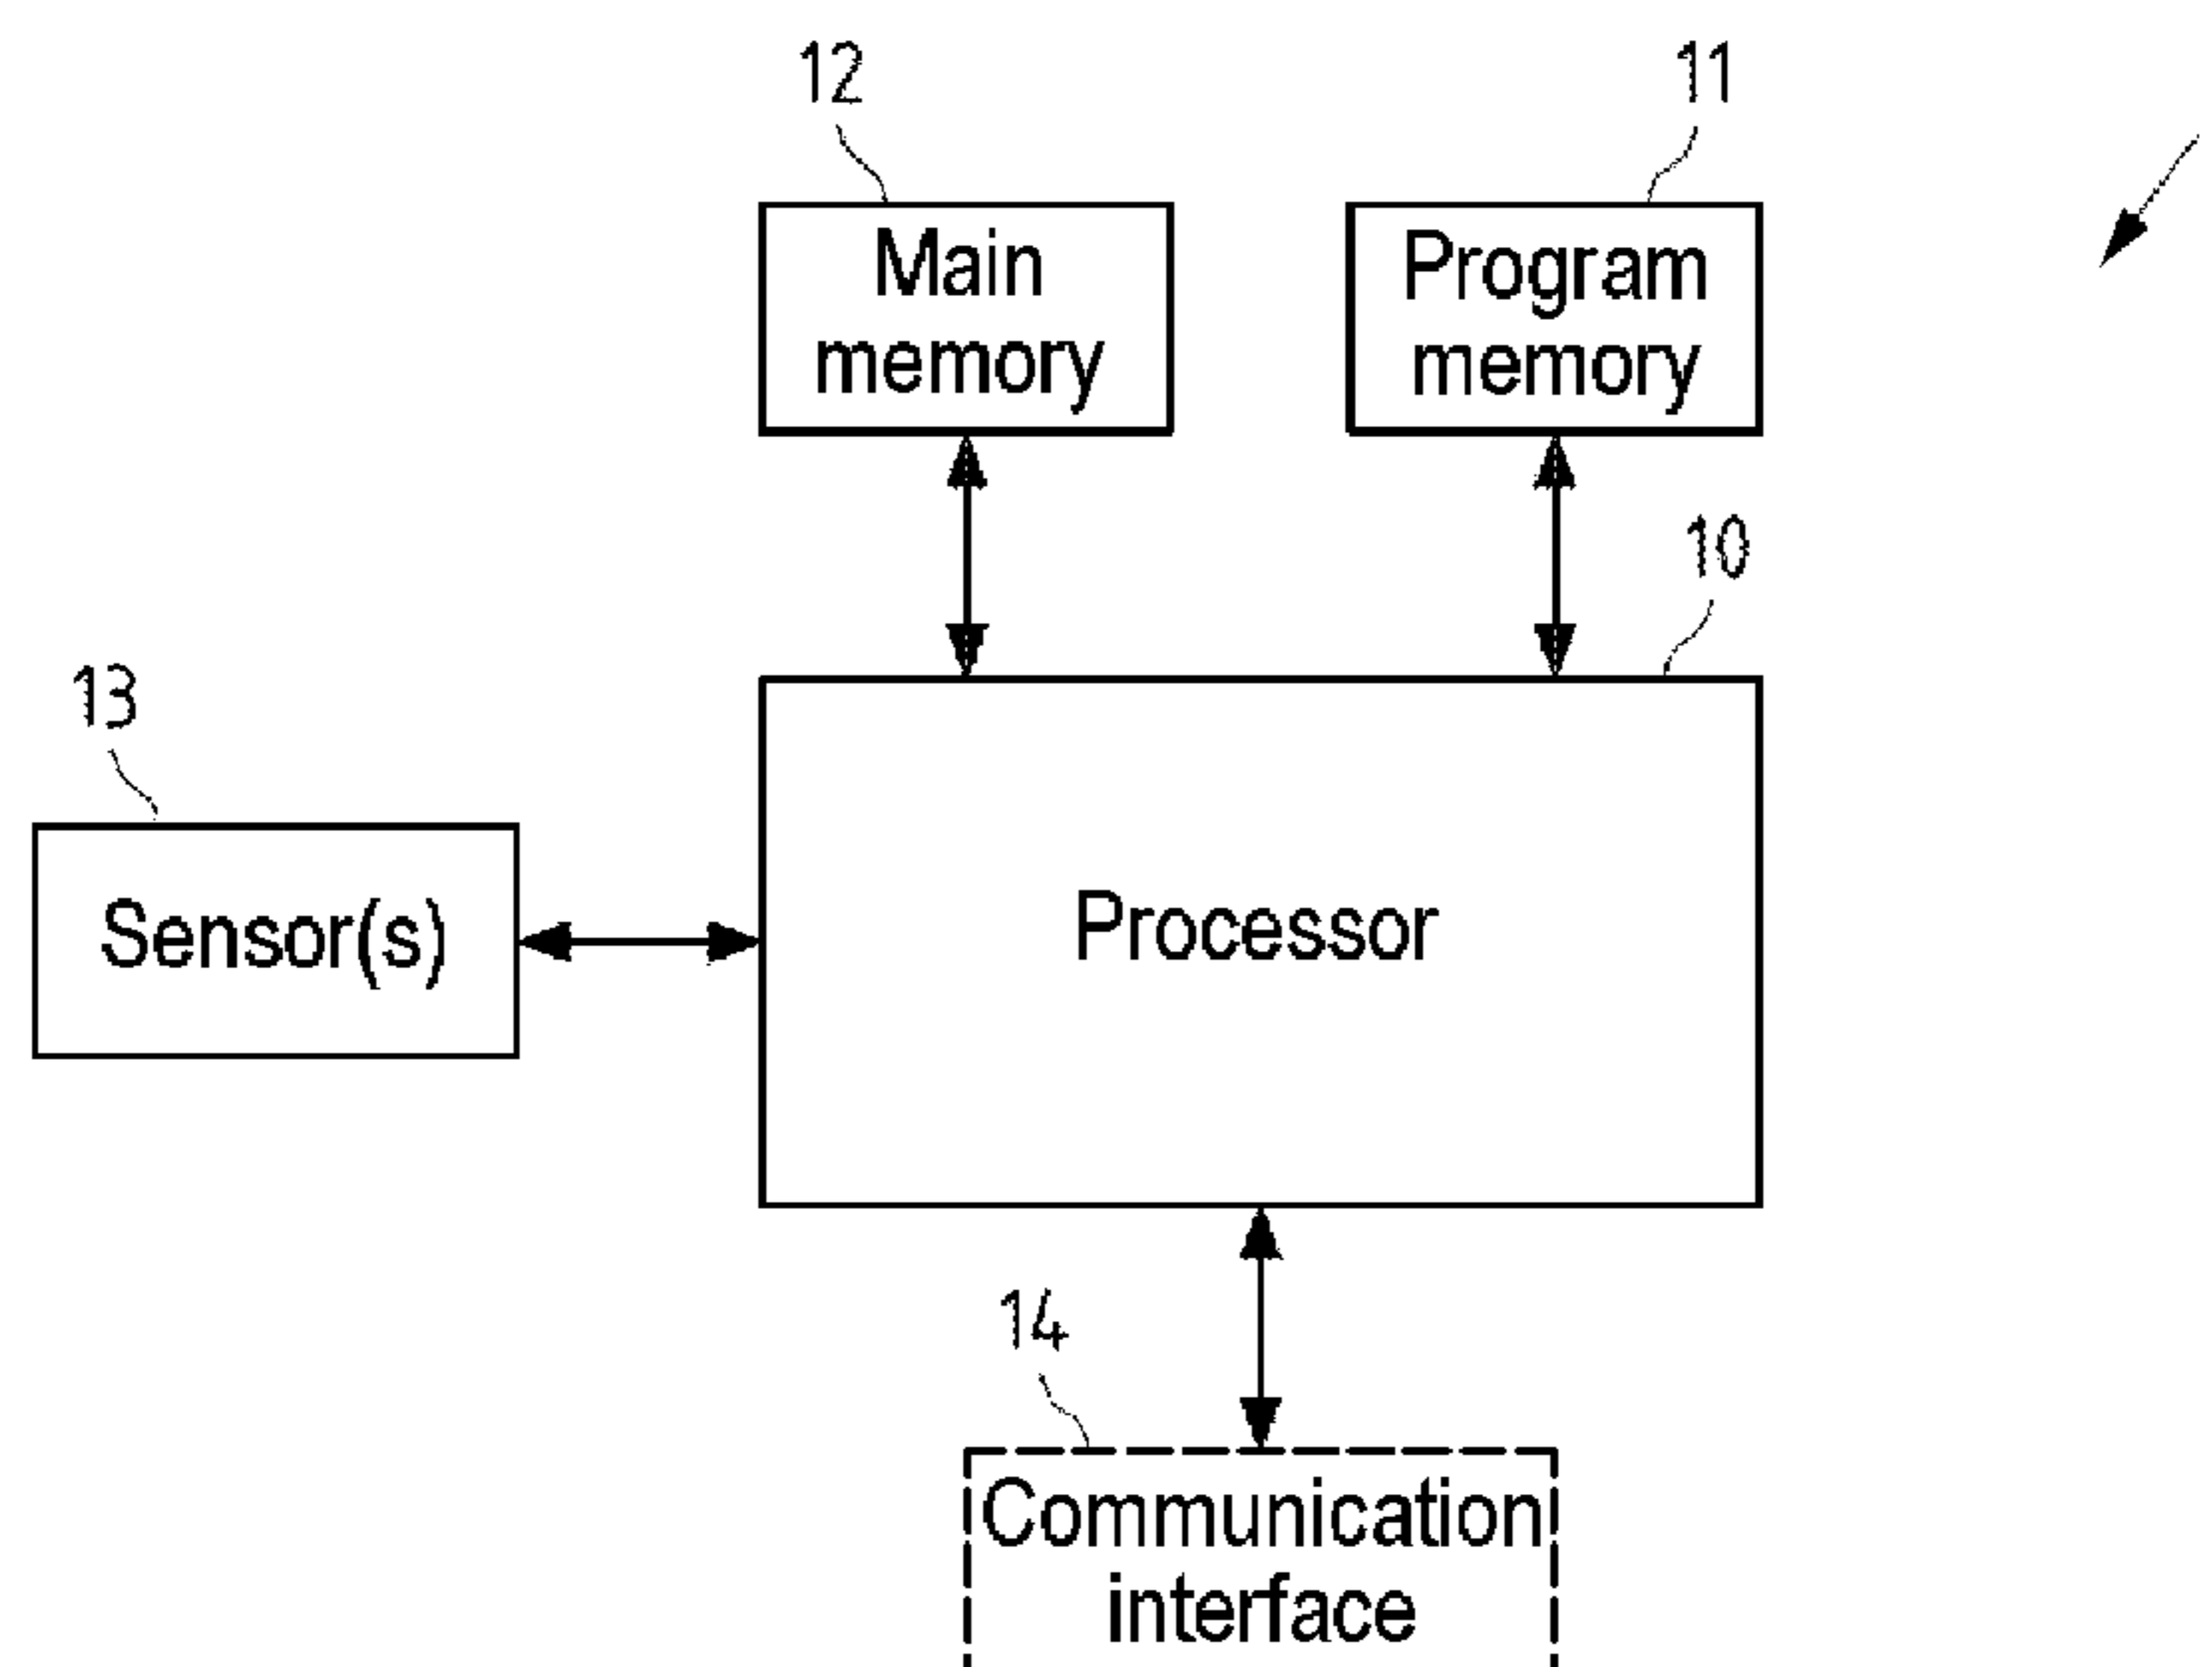 12
11
Main
memory
Program
memory
10
13
Sensor(s)
Processor
14
Communication
interface